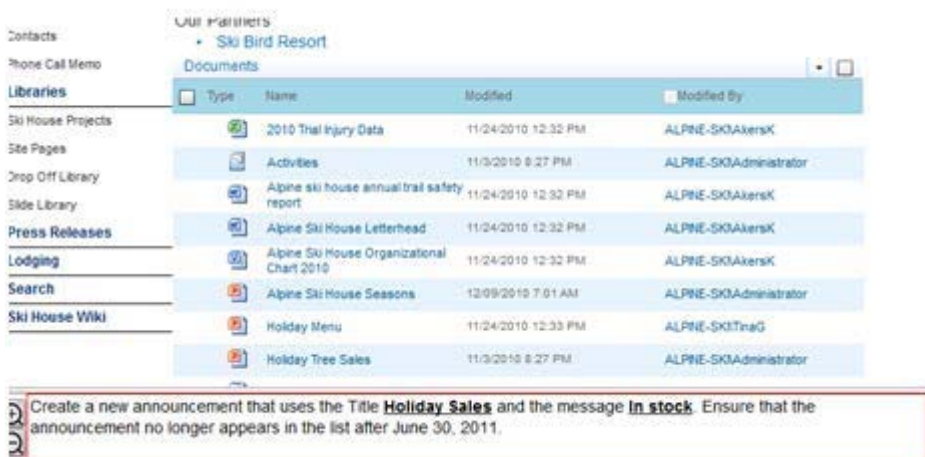 Our Partners
Contacts
Ski Bird Resort
Phone Call Memo
Documents
Libraries
Type Name Modified Modified By
Ski House Projects
2010 Trial Injury Data 11/24/2010 12:32 PM ALPINE-SKI\AkersK
Site Pages
Activities 11/3/2010 8:27 PM ALPINE-SKI\Administrator
Drop Off Library
Alpine ski house annual trail safety
report 11/24/2010 12:32 PM ALPINE-SKI\AkersK
Slide Library
Press Releases
Alpine Ski House Letterhead 11/24/2010 12:32 PM ALPINE-SKI\AkersK
Lodging
Alpine Ski House Organizational
Chart 2010 11/24/2010 12:32 PM ALPINE-SKI\AkersK
Search
Alpine Ski House Seasons 12/09/2010 7:01 AM ALPINE-SKI\Administrator
Ski House Wiki
Holiday Menu 11/24/2010 12:33 PM ALPINE-SKI\TinaG
Holiday Tree Sales 11/3/2010 8:27 PM ALPINE-SKI\Administrator
Create a new announcement that uses the Title Holiday Sales and the message In stock. Ensure that the
announcement no longer appears in the list after June 30, 2011.